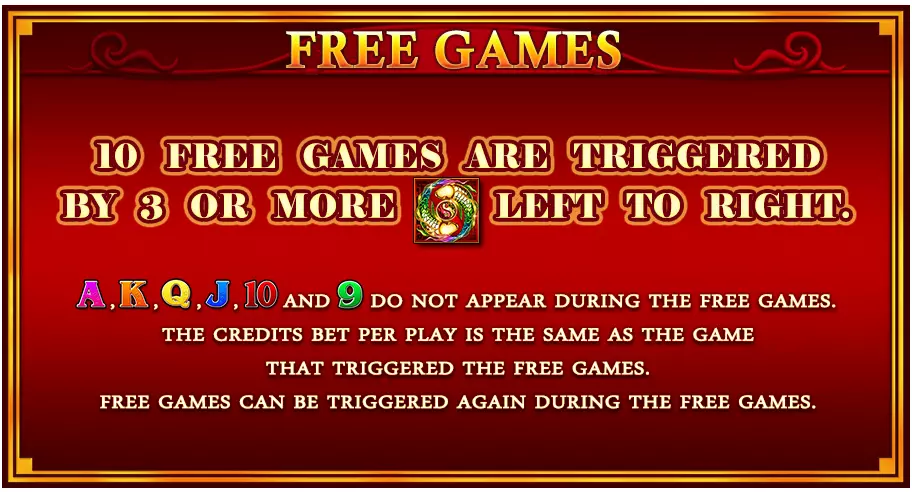 FREE GAMES
10 FREE GAMES ARE TRIGGERED
BY 3 OR MORE LEFT TO RIGHT.
A, K, Q, J, 10 AND 9 DO NOT APPEAR DURING THE FREE GAMES.
THE CREDITS BET PER PLAY IS THE SAME AS THE GAME
THAT TRIGGERED THE FREE GAMES.
FREE GAMES CAN BE TRIGGERED AGAIN DURING THE FREE GAMES.